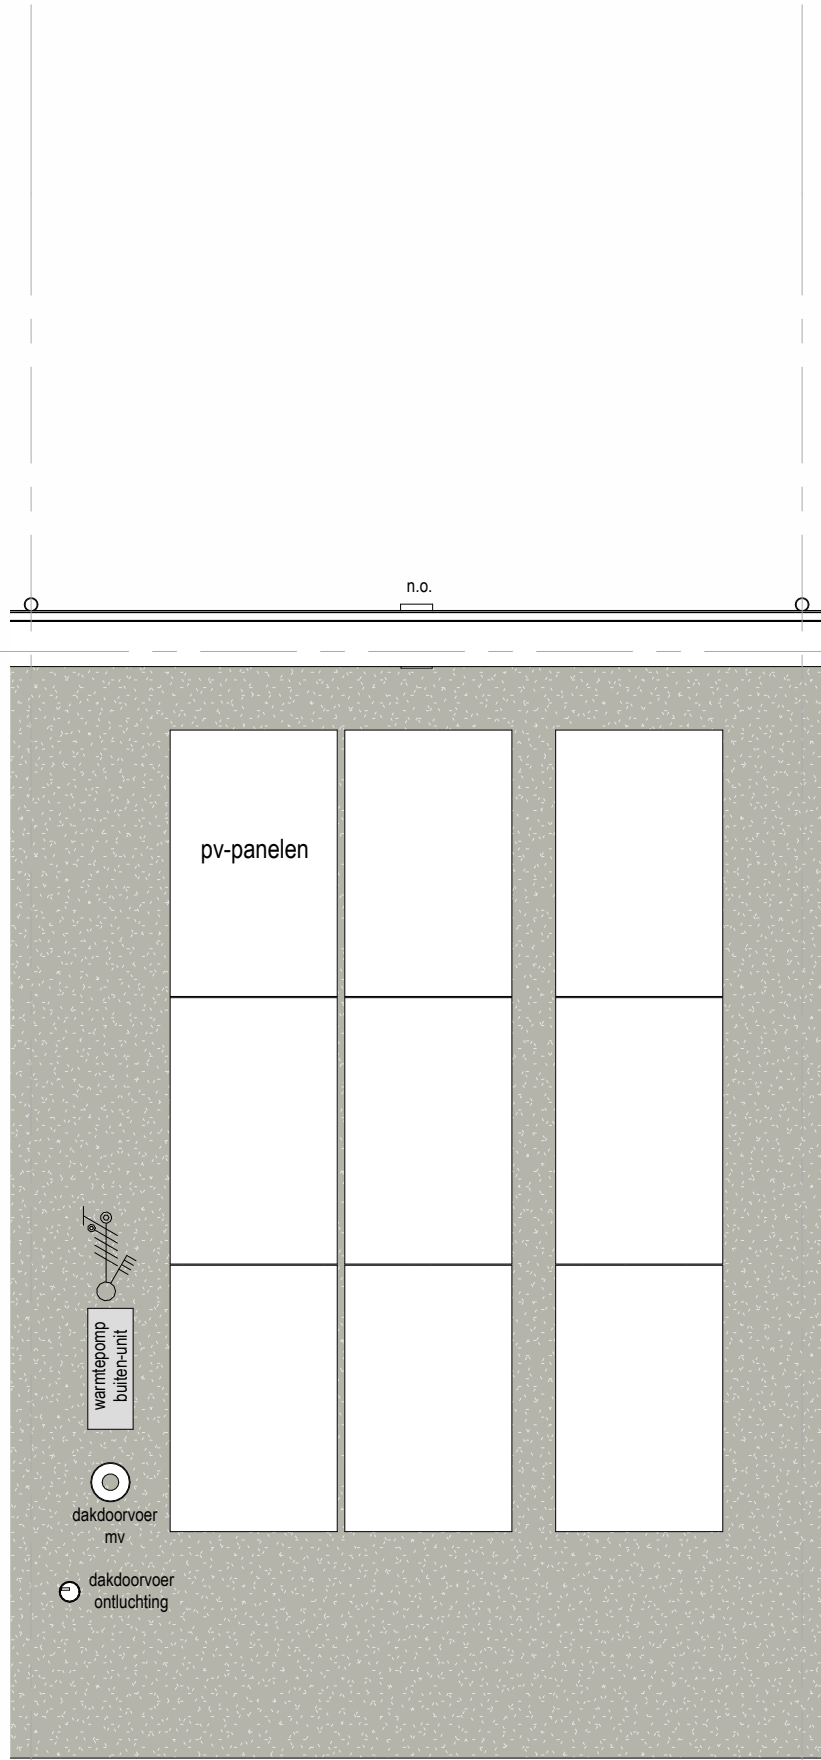 n.o.
pv-panelen
warmtepomp
buiten-unit
dakdoorvoer
mv
dakdoorvoer
ontluchting